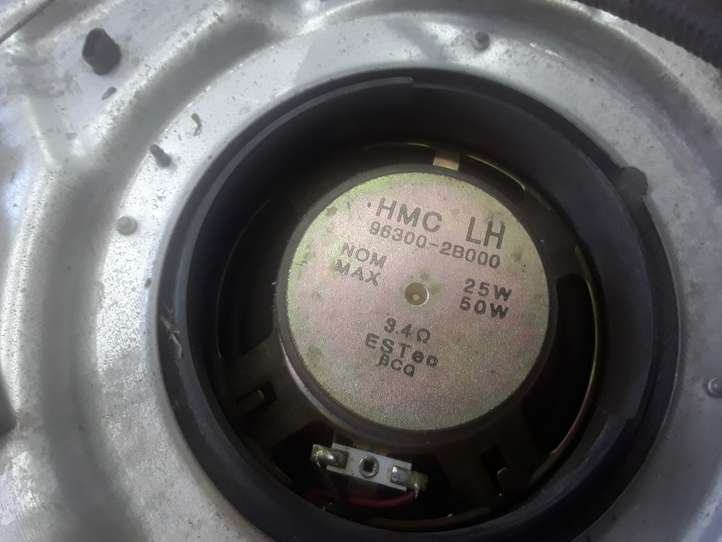 HMC LH
96300-2B000
NOM 25W
MAX 50W
3.4Ω
ESTec
BCQ